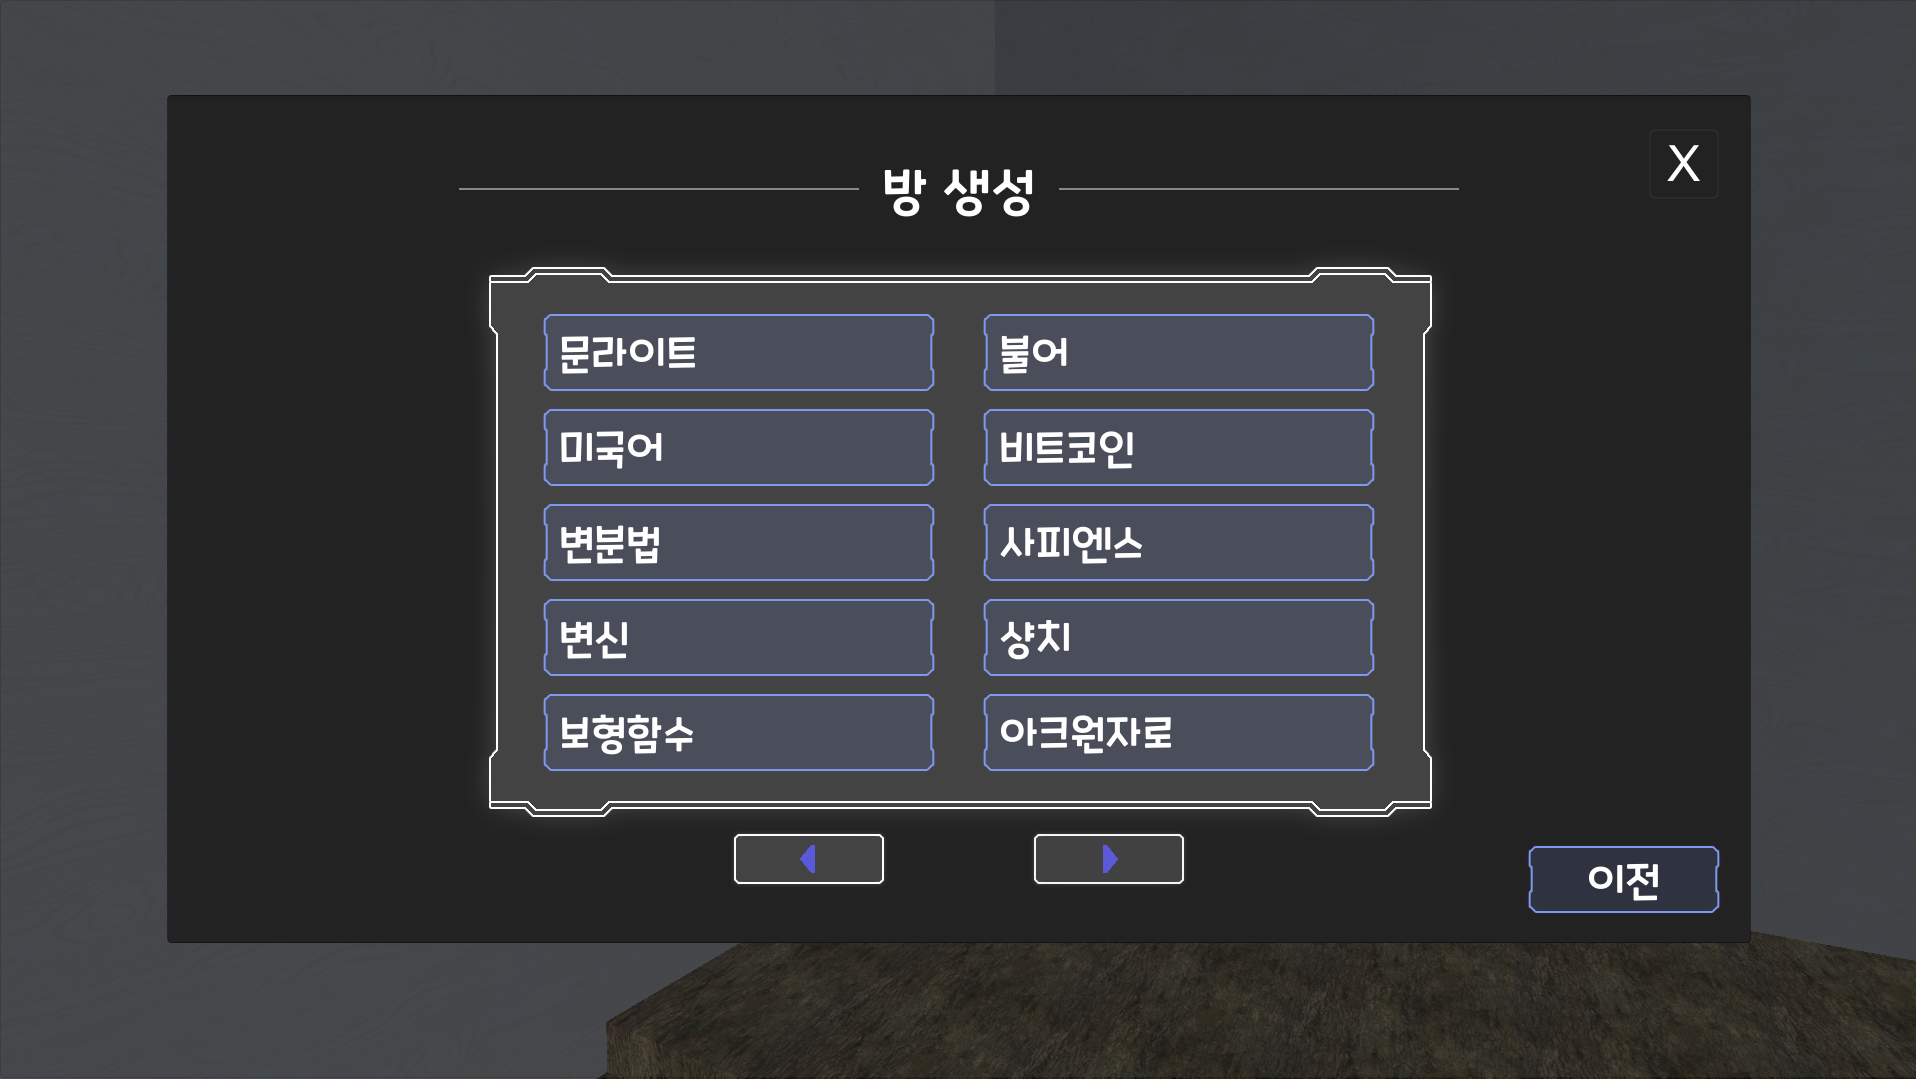 방 생성
X
문라이트
불어
미국어
비트코인
변분법
사피엔스
변신
샹치
보형함수
아크원자로
이전